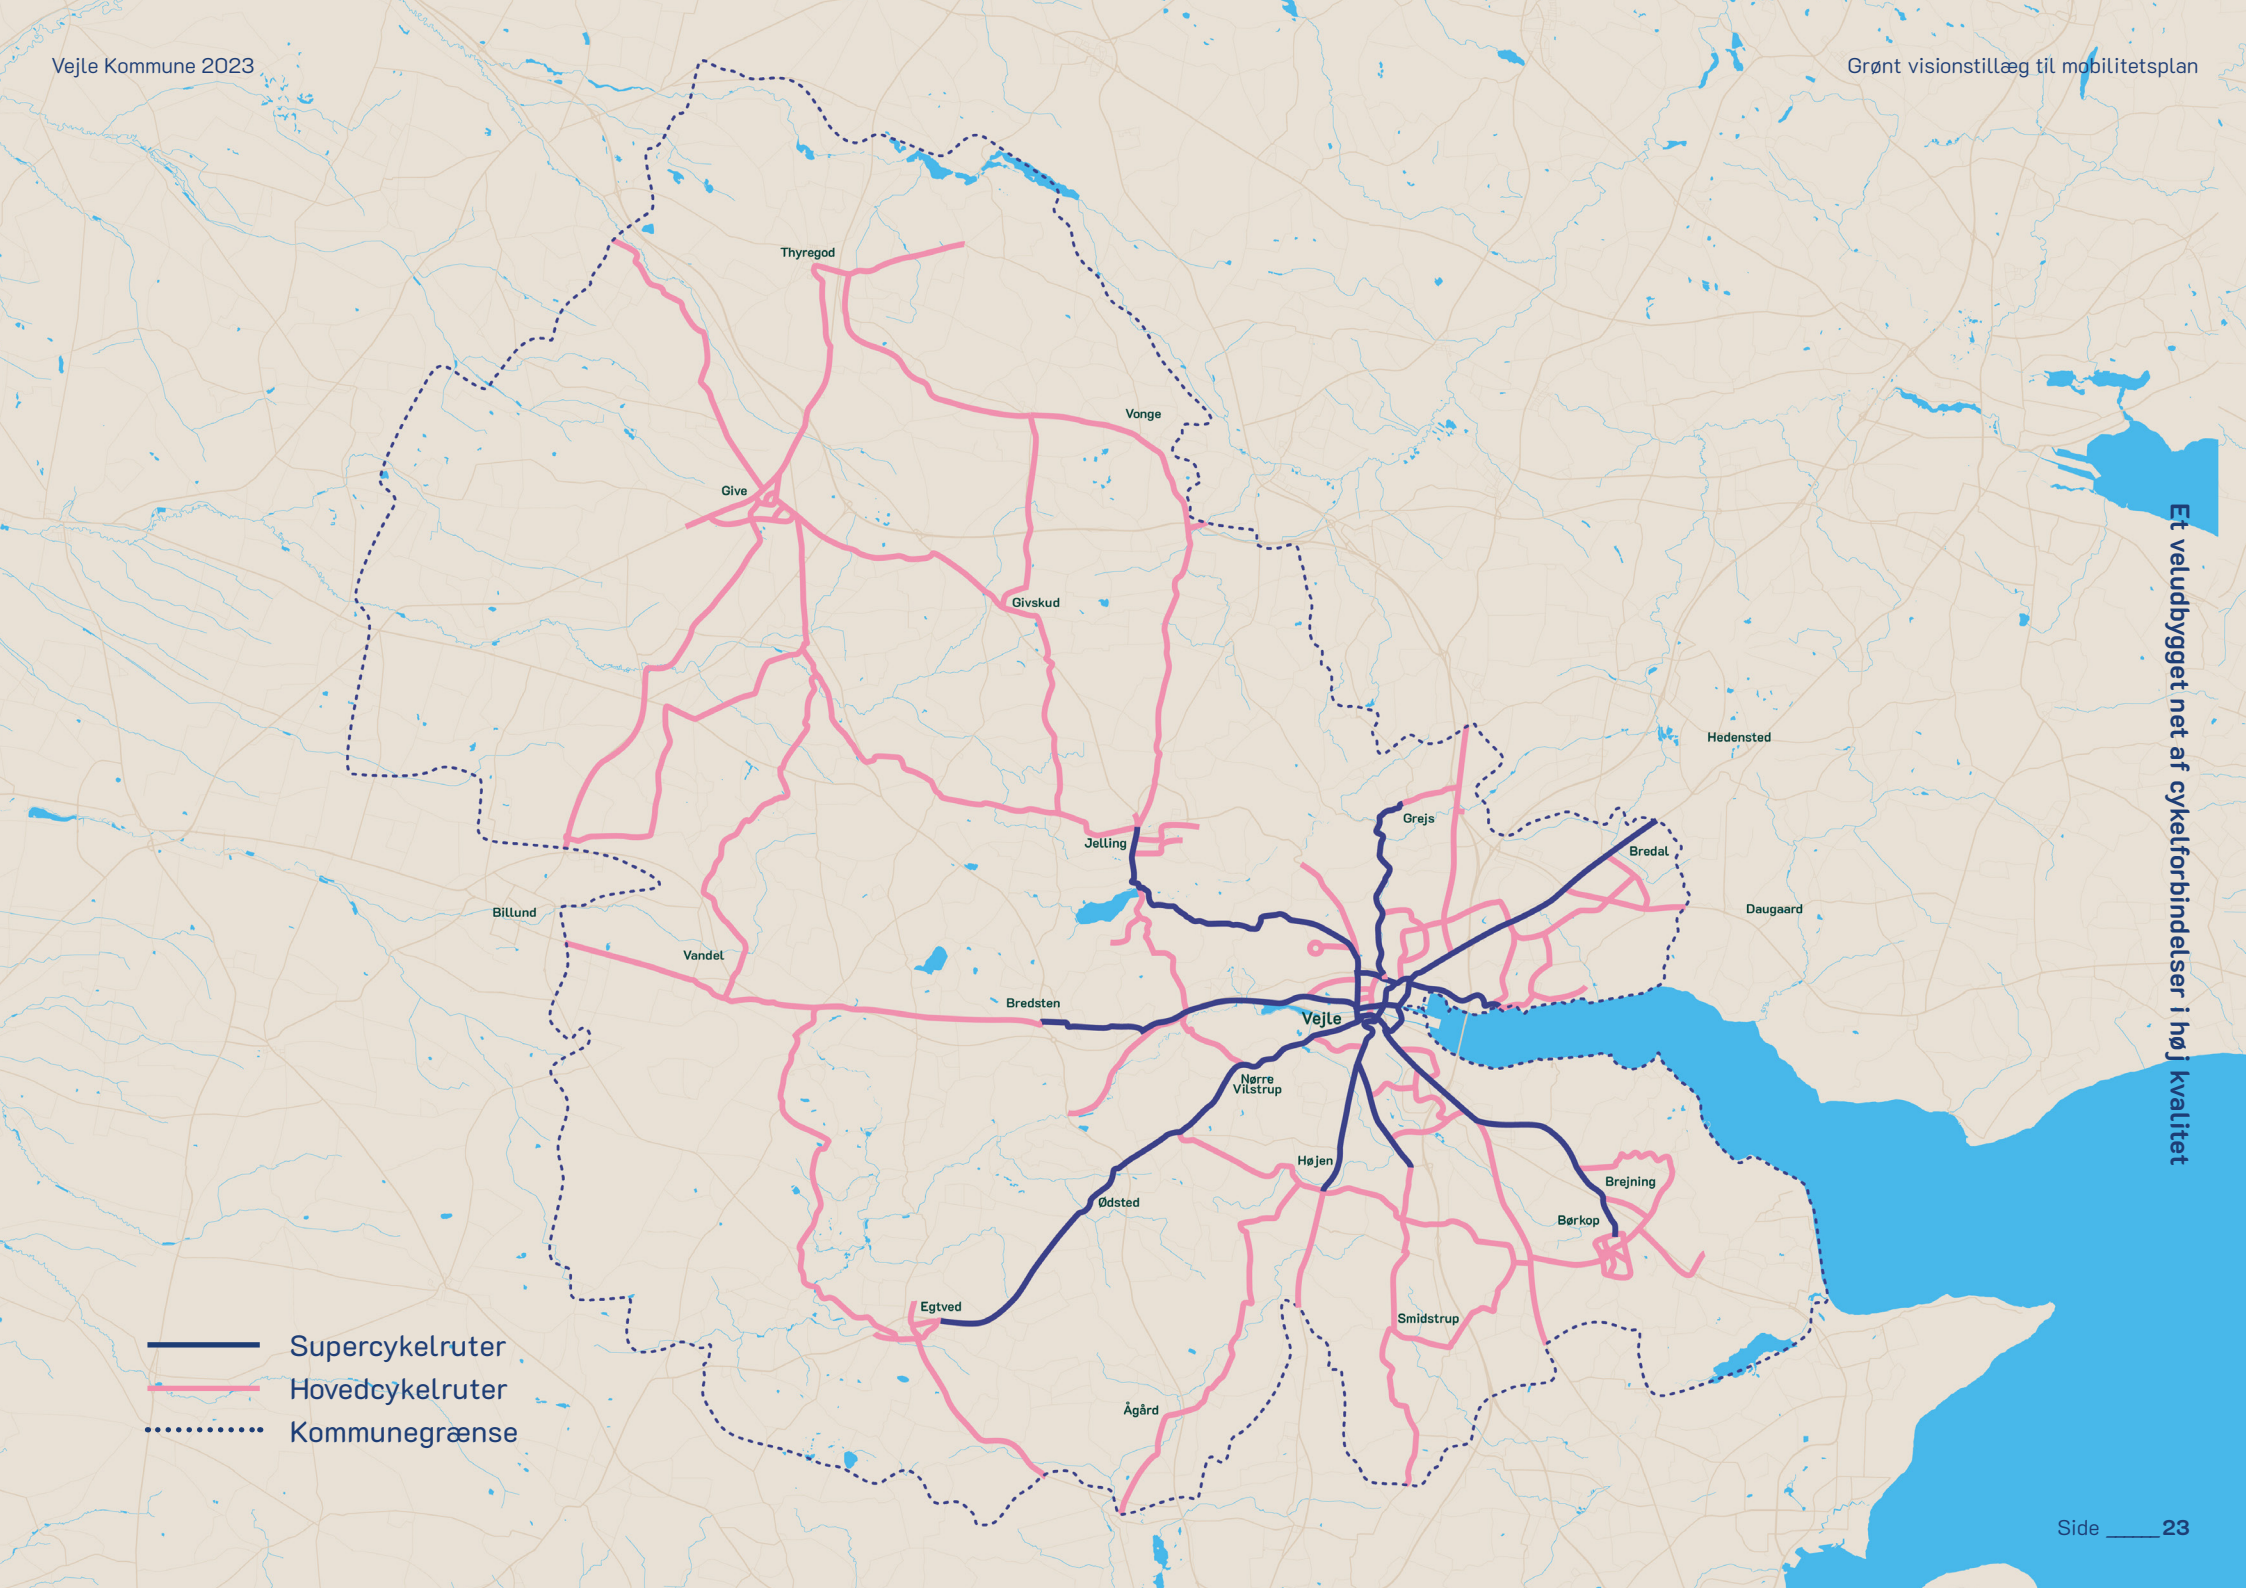 Vejle Kommune 2023
Grønt visionstillæg til mobilitetsplan
Thyregod
Vonge
Give
Givskud
Et veludbygget net af cykelforbindelser i høj kvalitet
Hedensted
Grejs
Jelling
Bredal
Billund
Daugaard
Vandel
Bredsten
Vejle
Nørre
Vilstrup
Højen
Brejning
Ødsted
Børkop
Egtved
Smidstrup
Ågård
Supercykelruter
Hovedcykelruter
Kommunegrænse
Side ____ 23